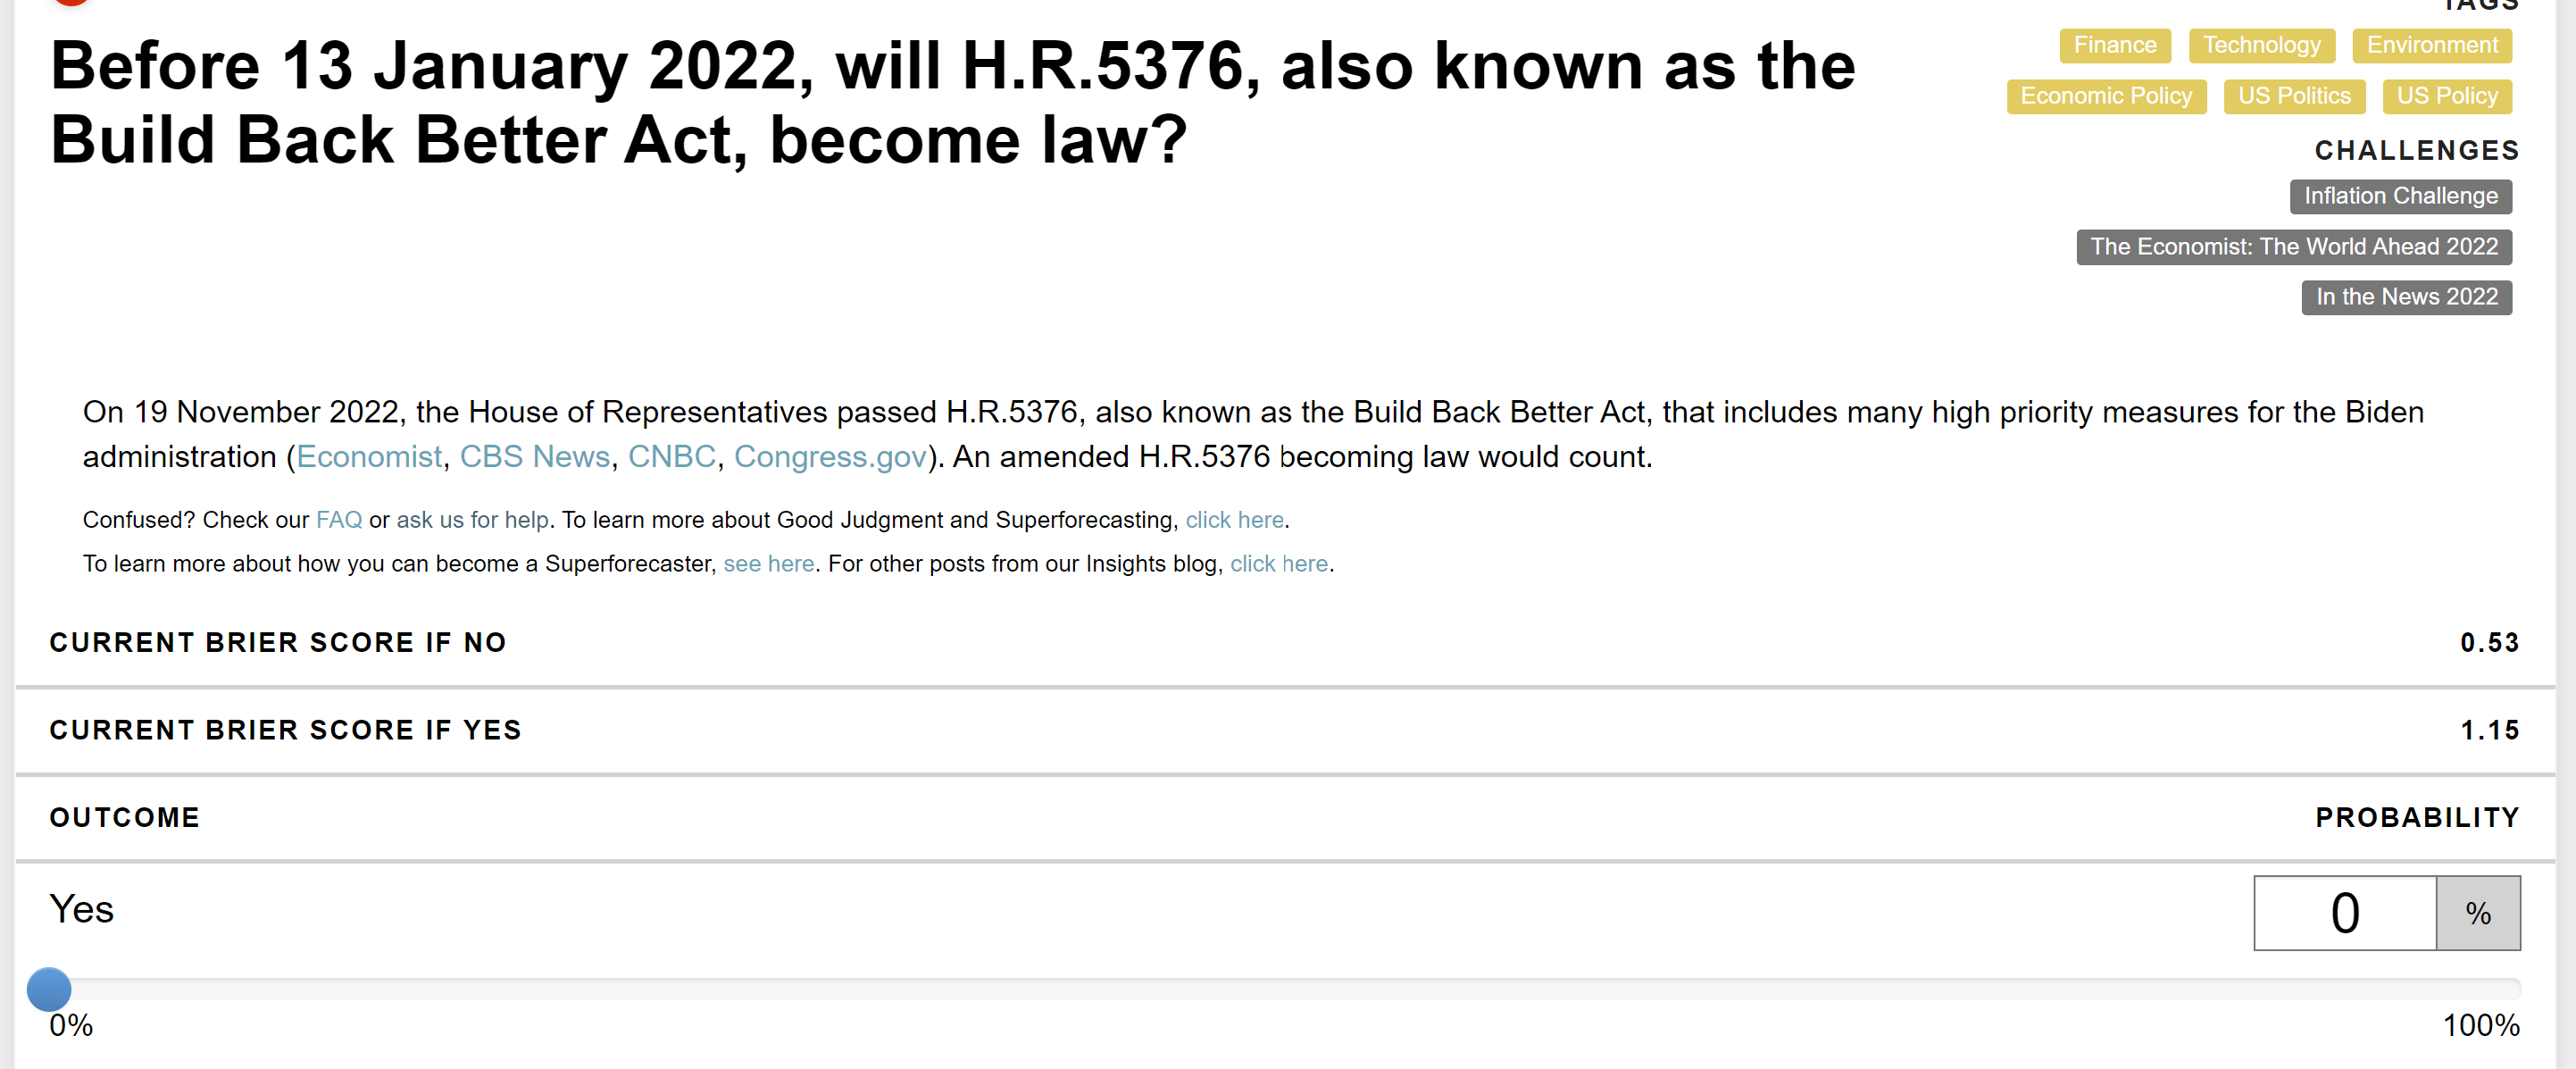 TAGS
Before 13 January 2022, will H.R.5376, also known as the
Build Back Better Act, become law?
Finance Technology Environment
Economic Policy US Politics US Policy
CHALLENGES
Inflation Challenge
The Economist: The World Ahead 2022
In the News 2022
On 19 November 2022, the House of Representatives passed H.R.5376, also known as the Build Back Better Act, that includes many high priority measures for the Biden
administration (Economist, CBS News, CNBC, Congress.gov). An amended H.R.5376 becoming law would count.
Confused? Check our FAQ or ask us for help. To learn more about Good Judgment and Superforecasting, click here.
To learn more about how you can become a Superforecaster, see here. For other posts from our Insights blog, click here.
CURRENT BRIER SCORE IF NO 0.53
CURRENT BRIER SCORE IF YES 1.15
OUTCOME PROBABILITY
Yes 0 %
0% 100%